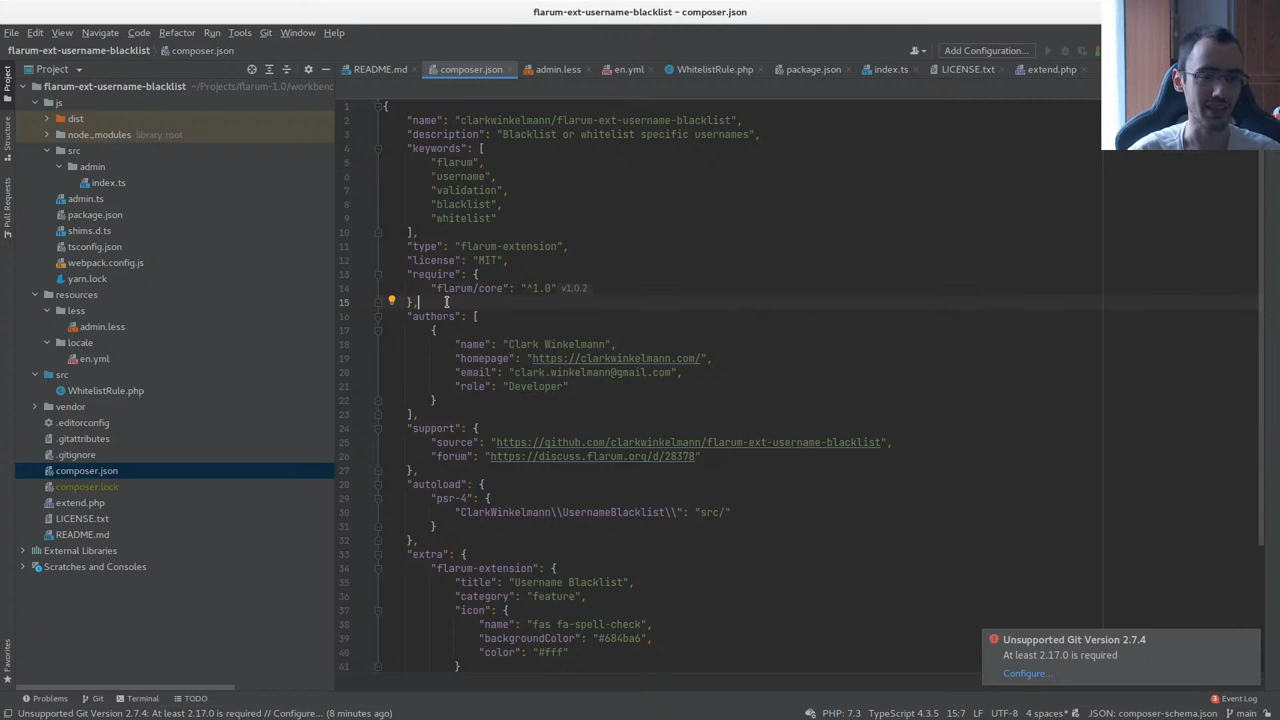 flarum-ext-username-blacklist – composer.json
File Edit View Navigate Code Refactor Run Tools Git Window Help
flarum-ext-username-blacklist composer.json
Add Configuration...
Project
README.md composer.json admin.less en.yml WhitelistRule.php package.json index.ts LICENSE.txt extend.php
Project
Structure
Pull Requests
Favorites
flarum-ext-username-blacklist ~/Projects/flarum-1.0/workbenc
js
dist
node_modules library root
src
admin
index.ts
admin.ts
package.json
shims.d.ts
tsconfig.json
webpack.config.js
yarn.lock
resources
less
admin.less
locale
en.yml
src
WhitelistRule.php
vendor
.editorconfig
.gitattributes
.gitignore
composer.json
composer.lock
extend.php
LICENSE.txt
README.md
External Libraries
Scratches and Consoles
1 {
2 "name": "clarkwinkelmann/flarum-ext-username-blacklist",
3 "description": "Blacklist or whitelist specific usernames",
4 "keywords": [
5 "flarum",
6 "username",
7 "validation",
8 "blacklist",
9 "whitelist"
10 ],
11 "type": "flarum-extension",
12 "license": "MIT",
13 "require": {
14 "flarum/core": "^1.0" v1.0.2
15 },
16 "authors": [
17 {
18 "name": "Clark Winkelmann",
19 "homepage": "https://clarkwinkelmann.com/",
20 "email": "clark.winkelmann@gmail.com",
21 "role": "Developer"
22 }
23 ],
24 "support": {
25 "source": "https://github.com/clarkwinkelmann/flarum-ext-username-blacklist",
26 "forum": "https://discuss.flarum.org/d/28378"
27 },
28 "autoload": {
29 "psr-4": {
30 "ClarkWinkelmann\\UsernameBlacklist\\": "src/"
31 }
32 },
33 "extra": {
34 "flarum-extension": {
35 "title": "Username Blacklist",
36 "category": "feature",
37 "icon": {
38 "name": "fas fa-spell-check",
39 "backgroundColor": "#684ba6",
40 "color": "#fff"
41 }
Unsupported Git Version 2.7.4
At least 2.17.0 is required
Configure...
Problems Git Terminal TODO
3 Event Log
Unsupported Git Version 2.7.4: At least 2.17.0 is required // Configure... (8 minutes ago)
PHP: 7.3 TypeScript 4.3.5 15:7 LF UTF-8 4 spaces* JSON: composer-schema.json main